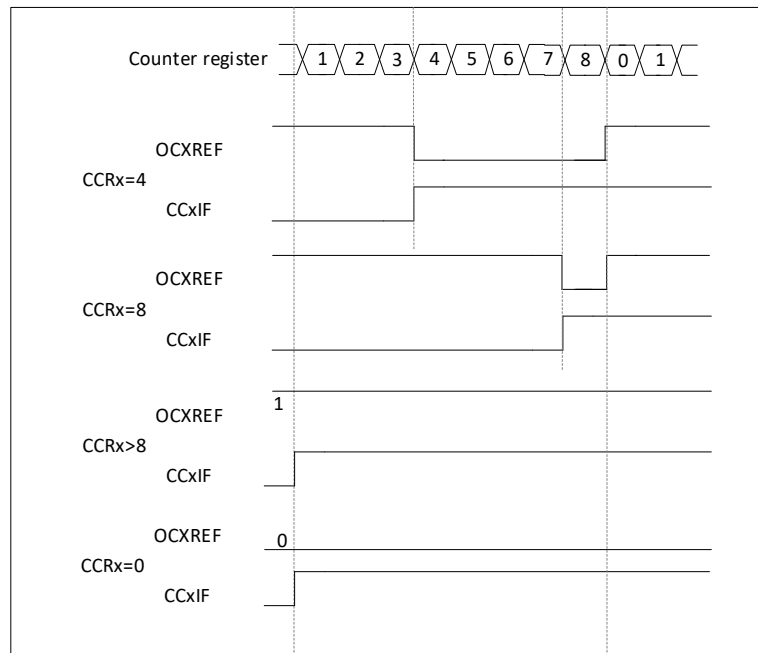 Counter register 1 2 3 4 5 6 7 8 0 1
OCXREF
CCRx=4
CCxIF
OCXREF
CCRx=8
CCxIF
1
OCXREF
CCRx>8
CCxIF
OCXREF 0
CCRx=0
CCxIF